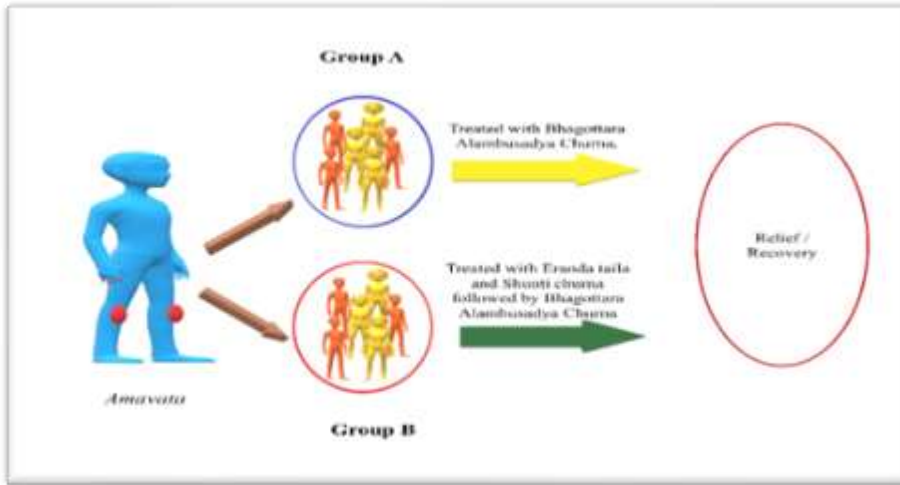 Group A
Treated with Bhagottara
Alambusadya Churna.
Relief /
Recovery
Treated with Eranda taila
and Shunti churna
followed by Bhagottara
Alambusadya Churna
Amavata
Group B